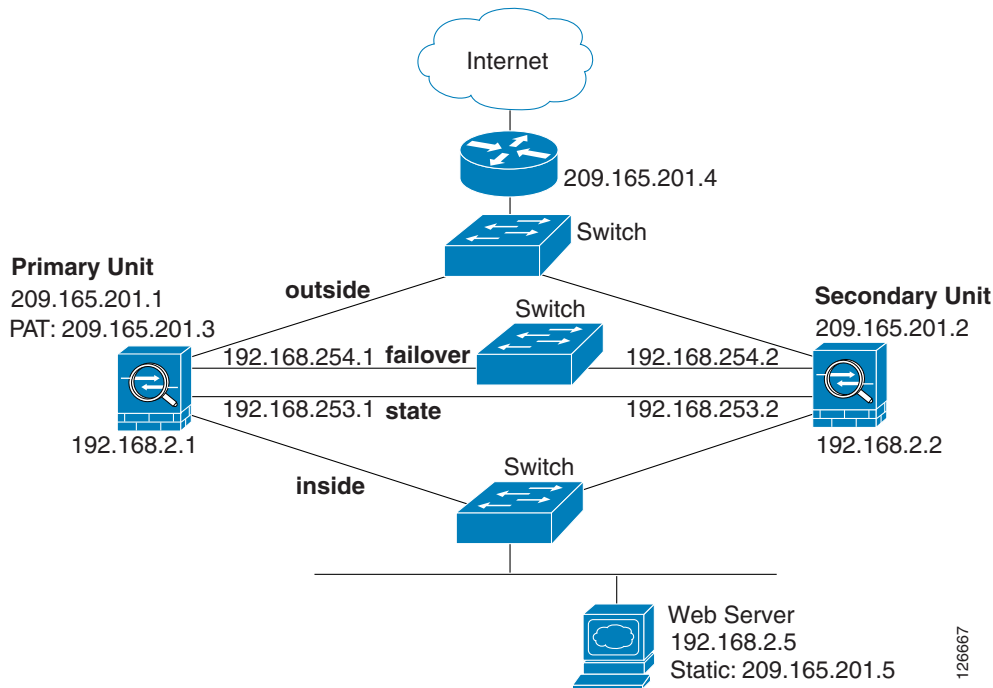 Internet
209.165.201.4
Switch
Primary Unit
209.165.201.1
PAT: 209.165.201.3
outside
Secondary Unit
209.165.201.2
Switch
192.168.254.1
failover
192.168.254.2
192.168.253.1
state
192.168.253.2
192.168.2.1
192.168.2.2
Switch
inside
Web Server
192.168.2.5
Static: 209.165.201.5
126667